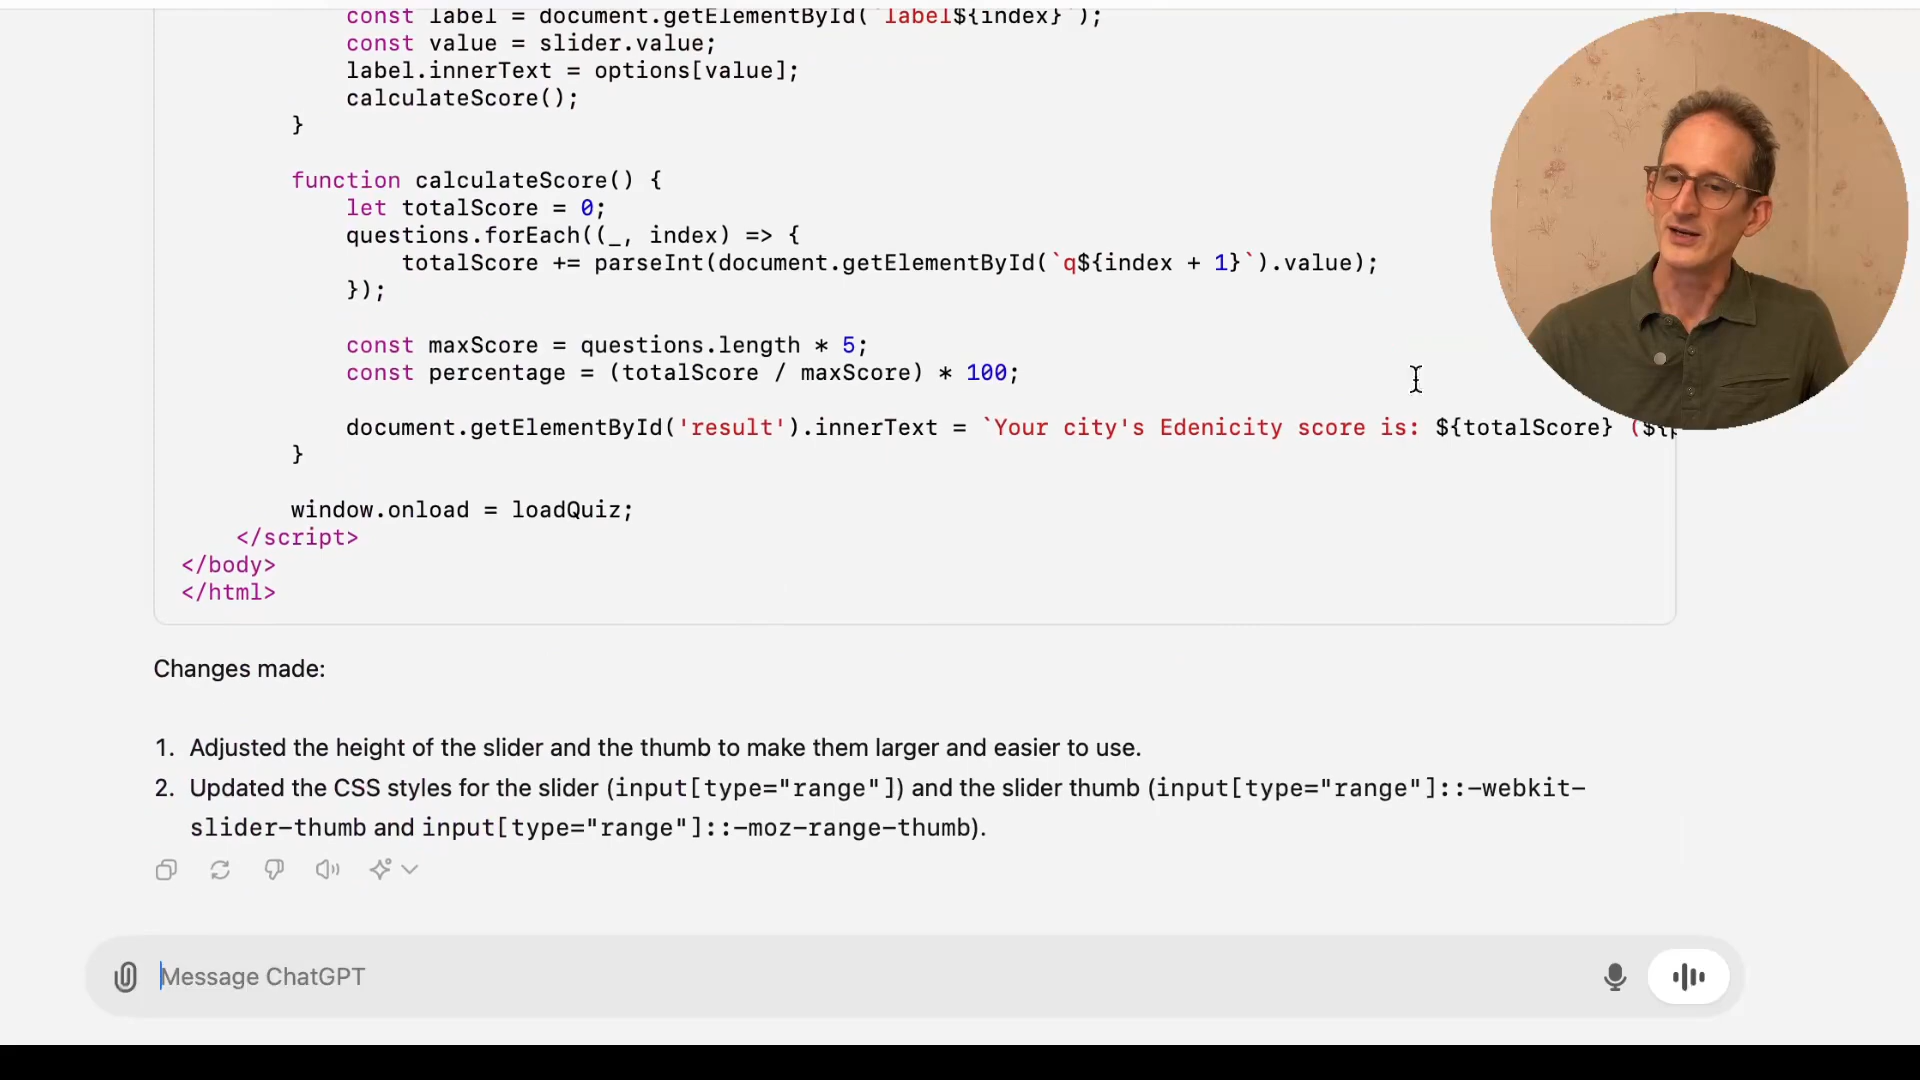 const label = document.getElementById(`label${index}`);
const value = slider.value;
label.innerText = options[value];
calculateScore();
}
function calculateScore() {
let totalScore = 0;
questions.forEach((_, index) => {
totalScore += parseInt(document.getElementById(`q${index + 1}`).value);
});
const maxScore = questions.length * 5;
const percentage = (totalScore / maxScore) * 100;
document.getElementById('result').innerText = `Your city's Edenicity score is: ${totalScore} (${
}
window.onload = loadQuiz;
</script>
</body>
</html>
Changes made:
1. Adjusted the height of the slider and the thumb to make them larger and easier to use.
2. Updated the CSS styles for the slider (input[type="range"]) and the slider thumb (input[type="range"]::-webkit-
slider-thumb and input[type="range"]::-moz-range-thumb).
Message ChatGPT